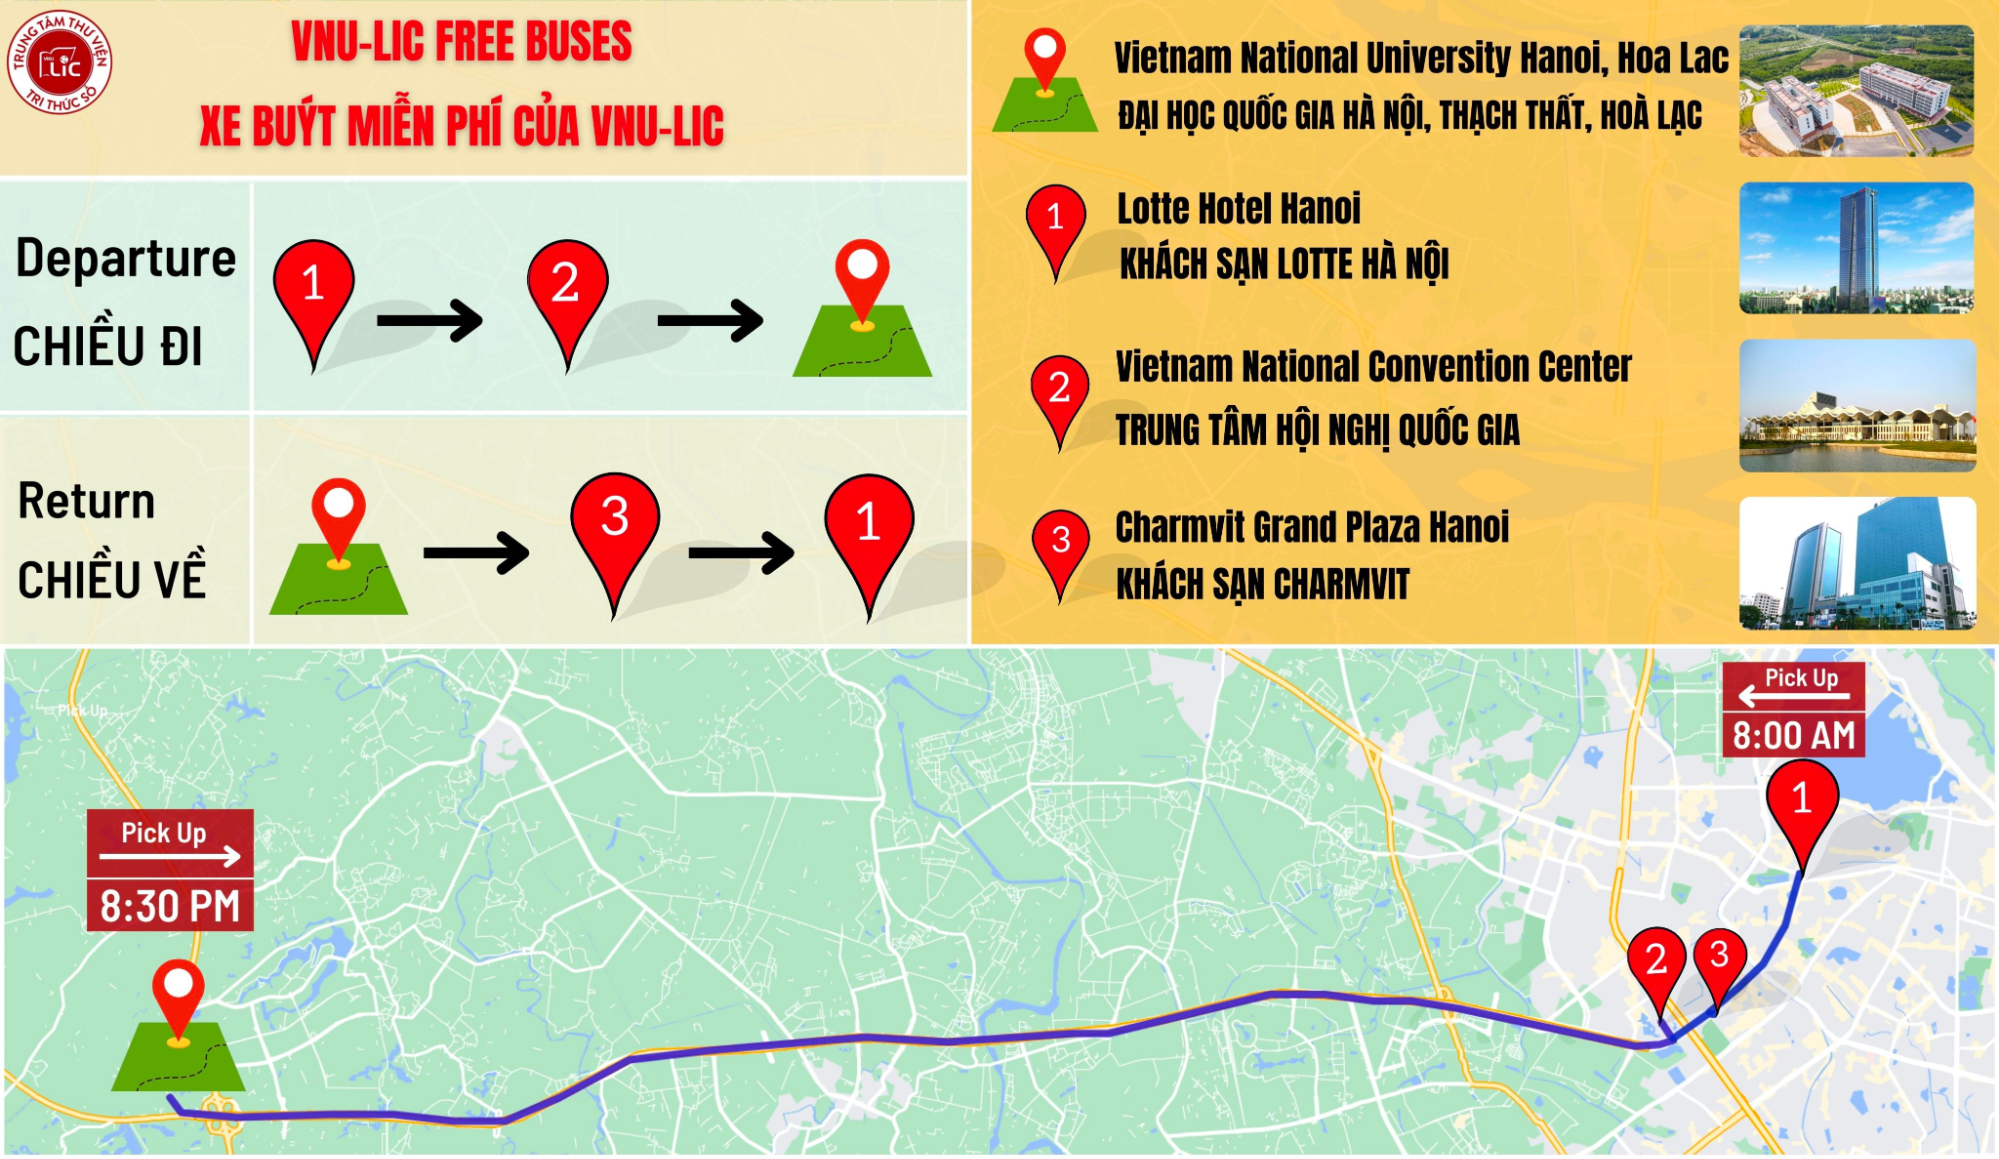 TRUNG TÂM THƯ VIỆN
VNU
LIC
TRI THỨC SỐ
VNU-LIC FREE BUSES
XE BUÝT MIỄN PHÍ CỦA VNU-LIC
Departure
CHIỀU ĐI
1
2
Return
CHIỀU VỀ
3
1
Vietnam National University Hanoi, Hoa Lac
ĐẠI HỌC QUỐC GIA HÀ NỘI, THẠCH THẤT, HOÀ LẠC
1
Lotte Hotel Hanoi
KHÁCH SẠN LOTTE HÀ NỘI
2
Vietnam National Convention Center
TRUNG TÂM HỘI NGHỊ QUỐC GIA
3
Charmvit Grand Plaza Hanoi
KHÁCH SẠN CHARMVIT
Pick Up
Pick Up
8:00 AM
1
Pick Up
8:30 PM
2
3